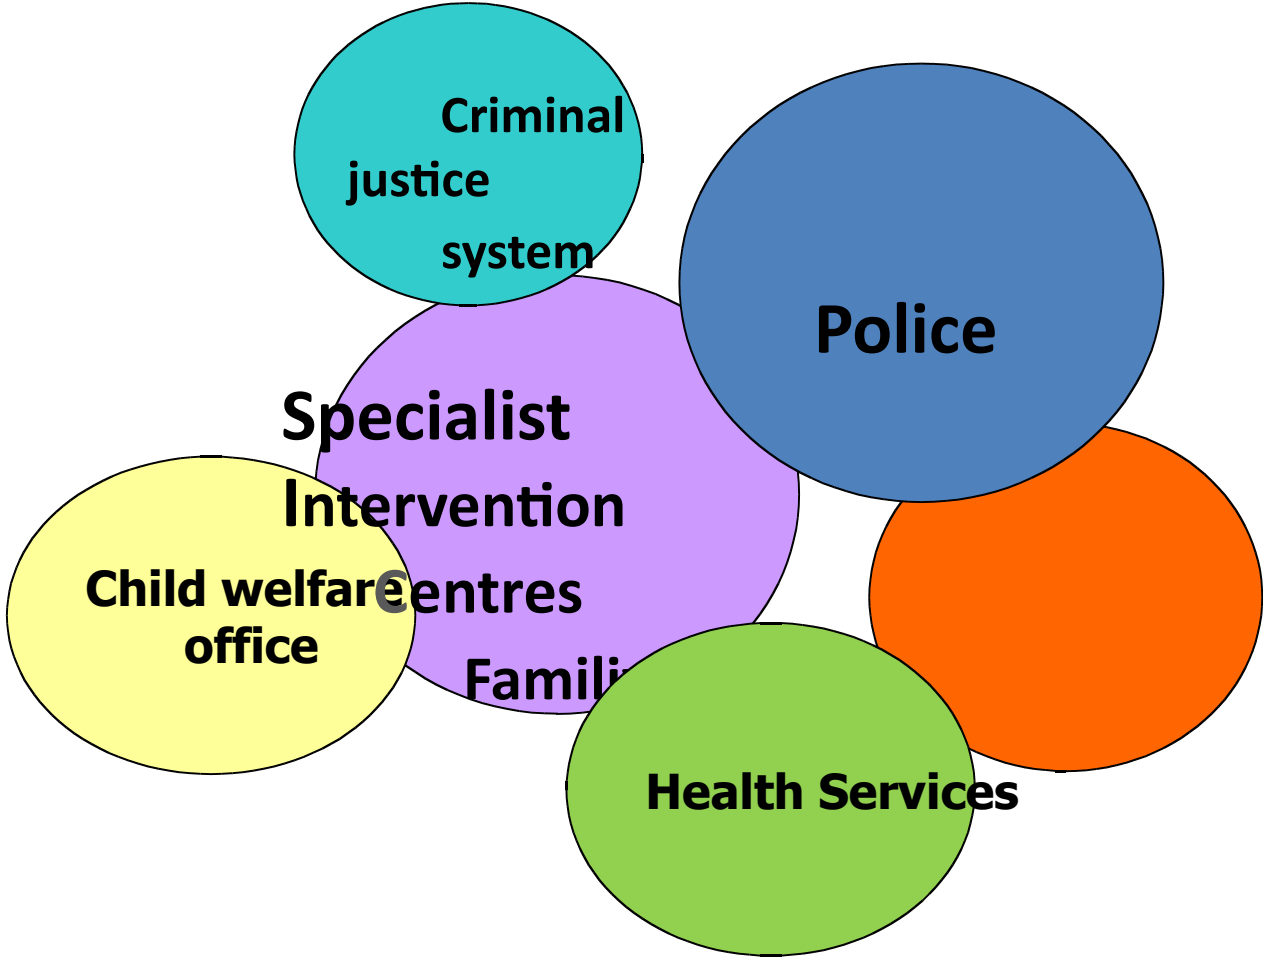 Criminal
justice
system
Police
Specialist
Intervention
Centres
Child welfare
office
Health Services